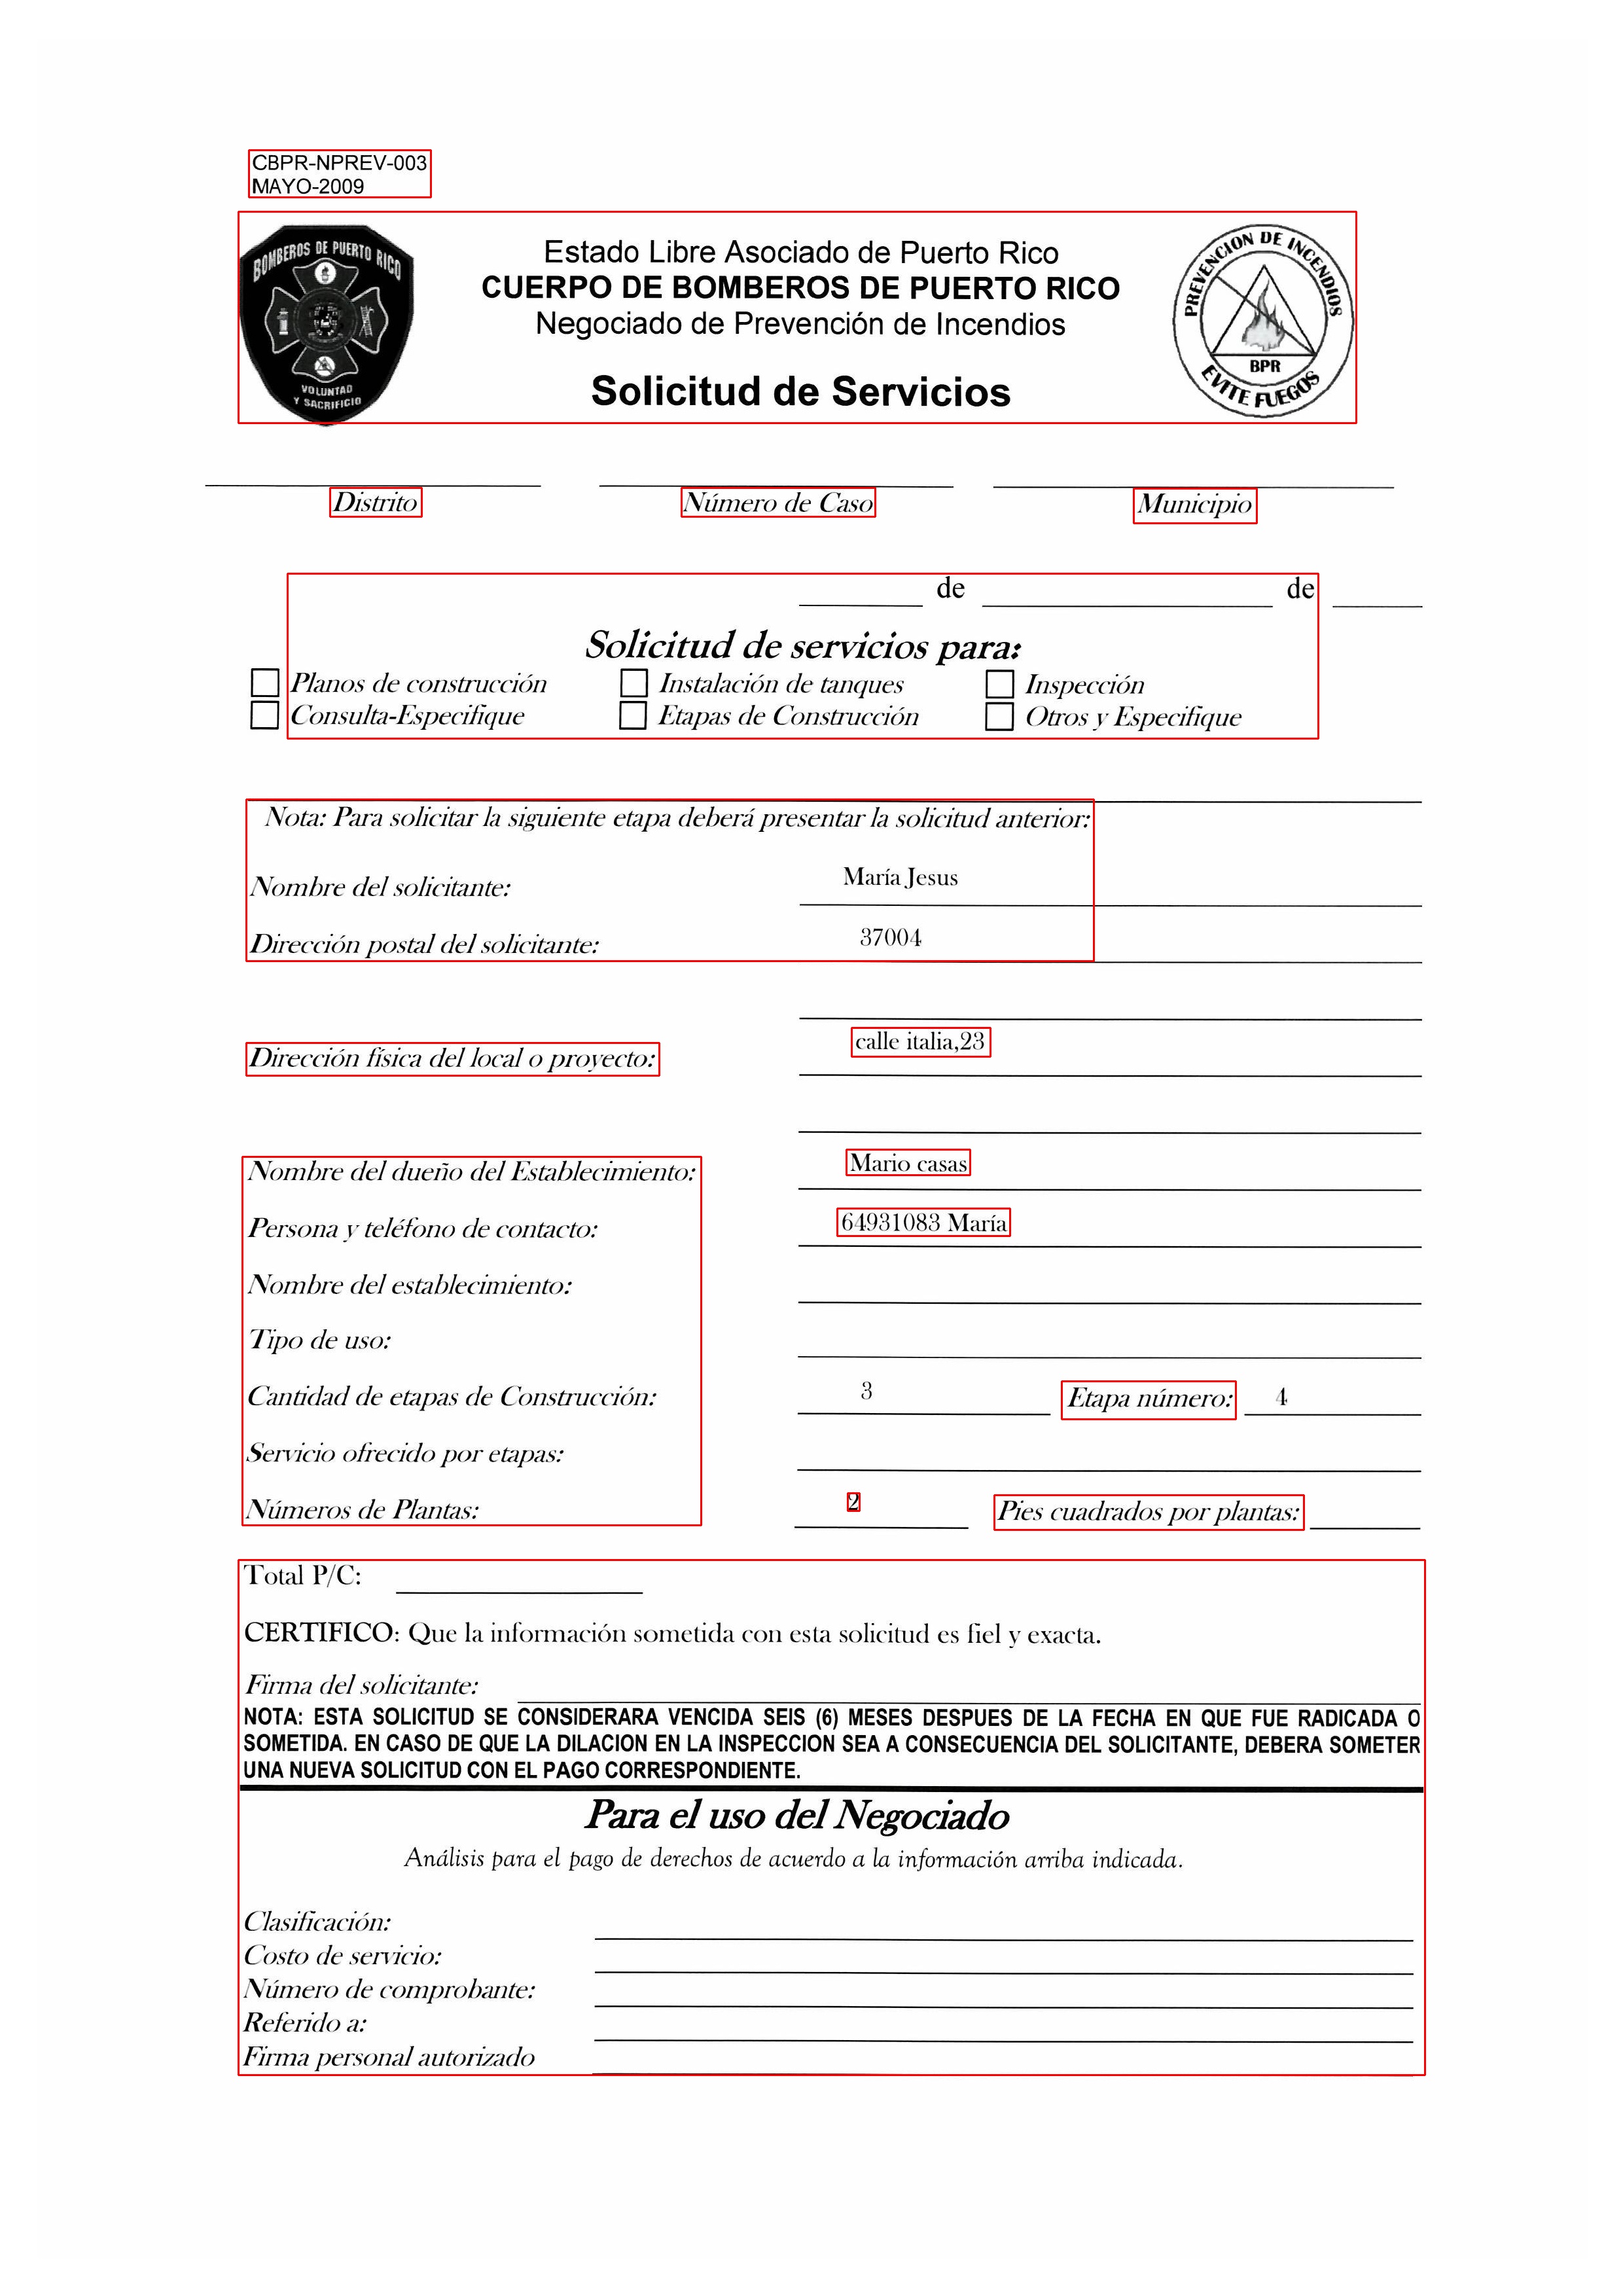 CBPR-NPREV-003
MAYO-2009
BOMBEROS DE PUERTO RICO
VOLUNTAD
Y SACRIFICIO
Estado Libre Asociado de Puerto Rico
CUERPO DE BOMBEROS DE PUERTO RICO
Negociado de Prevención de Incendios
Solicitud de Servicios
PREVENCION DE INCENDIOS
BPR
EVITE FUEGOS
Distrito Número de Caso Municipio
de de
Solicitud de servicios para:
Planos de construcción Instalación de tanques Inspección
Consulta-Especifique Etapas de Construcción Otros y Especifique
Nota: Para solicitar la siguiente etapa deberá presentar la solicitud anterior:
Nombre del solicitante: María Jesus
Dirección postal del solicitante: 37004
Dirección física del local o proyecto: calle italia,23
Nombre del dueño del Establecimiento: Mario casas
Persona y teléfono de contacto: 64931083 María
Nombre del establecimiento:
Tipo de uso:
Cantidad de etapas de Construcción: 3 Etapa número: 4
Servicio ofrecido por etapas:
Números de Plantas: 2 Pies cuadrados por plantas:
Total P/C:
CERTIFICO: Que la información sometida con esta solicitud es fiel y exacta.
Firma del solicitante:
NOTA: ESTA SOLICITUD SE CONSIDERARA VENCIDA SEIS (6) MESES DESPUES DE LA FECHA EN QUE FUE RADICADA O
SOMETIDA. EN CASO DE QUE LA DILACION EN LA INSPECCION SEA A CONSECUENCIA DEL SOLICITANTE, DEBERA SOMETER
UNA NUEVA SOLICITUD CON EL PAGO CORRESPONDIENTE.
Para el uso del Negociado
Análisis para el pago de derechos de acuerdo a la información arriba indicada.
Clasificación:
Costo de servicio:
Número de comprobante:
Referido a:
Firma personal autorizado